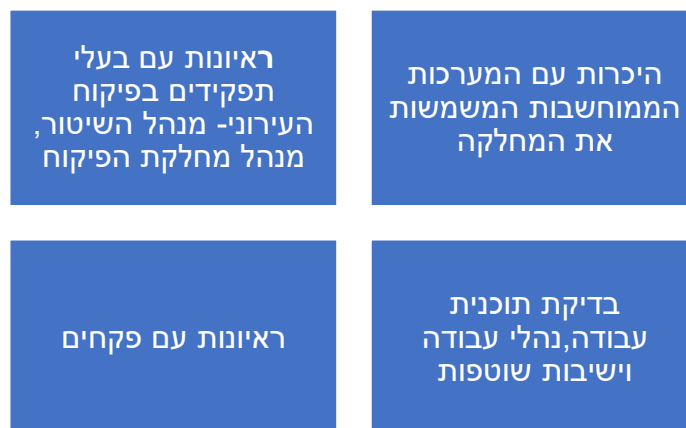 היכרות עם המערכות
הממוחשבות המשמשות
את המחלקה
ראיונות עם בעלי
תפקידים בפיקוח
העירוני- מנהל השיטור,
מנהל מחלקת הפיקוח
בדיקת תוכנית
עבודה,נהלי עבודה
וישיבות שוטפות
ראיונות עם פקחים